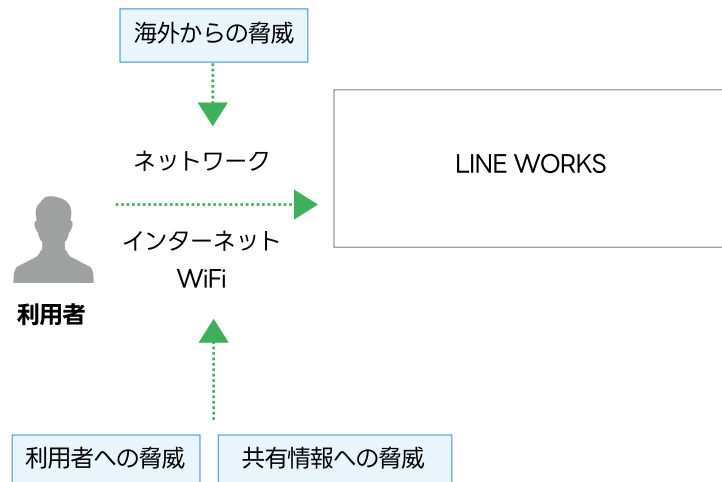 海外からの脅威
ネットワーク
LINE WORKS
インターネット
WiFi
利用者
利用者への脅威
共有情報への脅威